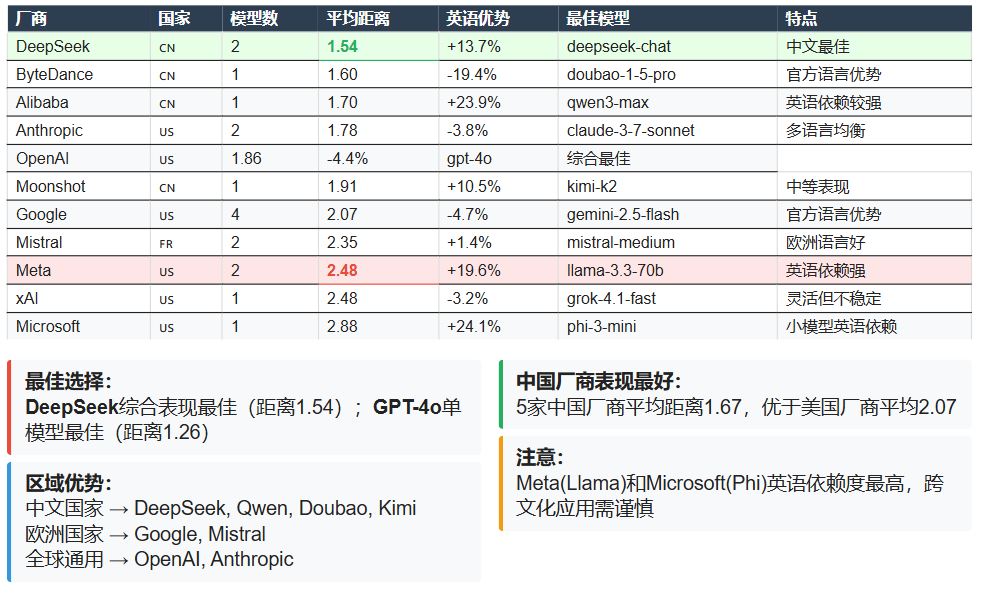 厂商 国家 模型数 平均距离 英语优势 最佳模型 特点
DeepSeek CN 2 1.54 +13.7% deepseek-chat 中文最佳
ByteDance CN 1 1.60 -19.4% doubao-1-5-pro 官方语言优势
Alibaba CN 1 1.70 +23.9% qwen3-max 英语依赖较强
Anthropic US 2 1.78 -3.8% claude-3-7-sonnet 多语言均衡
OpenAI US 1.86 -4.4% gpt-4o 综合最佳
Moonshot CN 1 1.91 +10.5% kimi-k2 中等表现
Google US 4 2.07 -4.7% gemini-2.5-flash 官方语言优势
Mistral FR 2 2.35 +1.4% mistral-medium 欧洲语言好
Meta US 2 2.48 +19.6% llama-3.3-70b 英语依赖强
xAI US 1 2.48 -3.2% grok-4.1-fast 灵活但不稳定
Microsoft US 1 2.88 +24.1% phi-3-mini 小模型英语依赖
最佳选择：
DeepSeek综合表现最佳（距离1.54）；GPT-4o单
模型最佳（距离1.26）
区域优势：
中文国家 → DeepSeek, Qwen, Doubao, Kimi
欧洲国家 → Google, Mistral
全球通用 → OpenAI, Anthropic
中国厂商表现最好：
5家中国厂商平均距离1.67，优于美国厂商平均2.07
注意：
Meta(Llama)和Microsoft(Phi)英语依赖度最高，跨
文化应用需谨慎